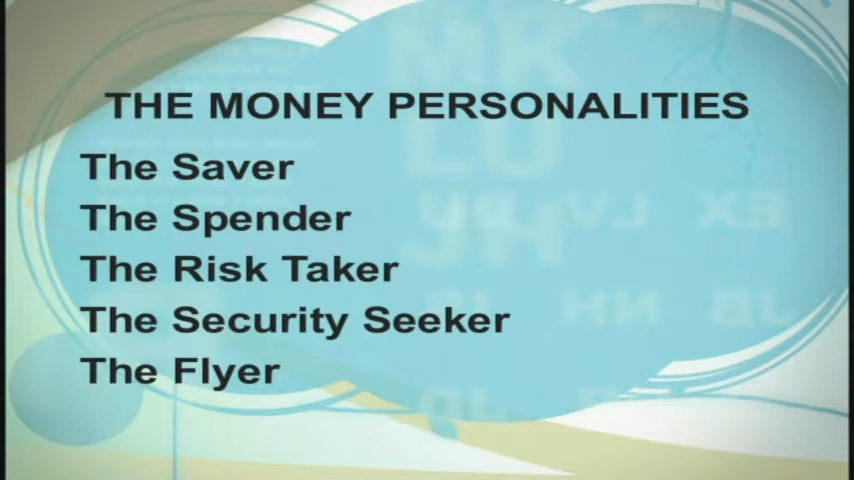 THE MONEY PERSONALITIES
The Saver
The Spender
The Risk Taker
The Security Seeker
The Flyer